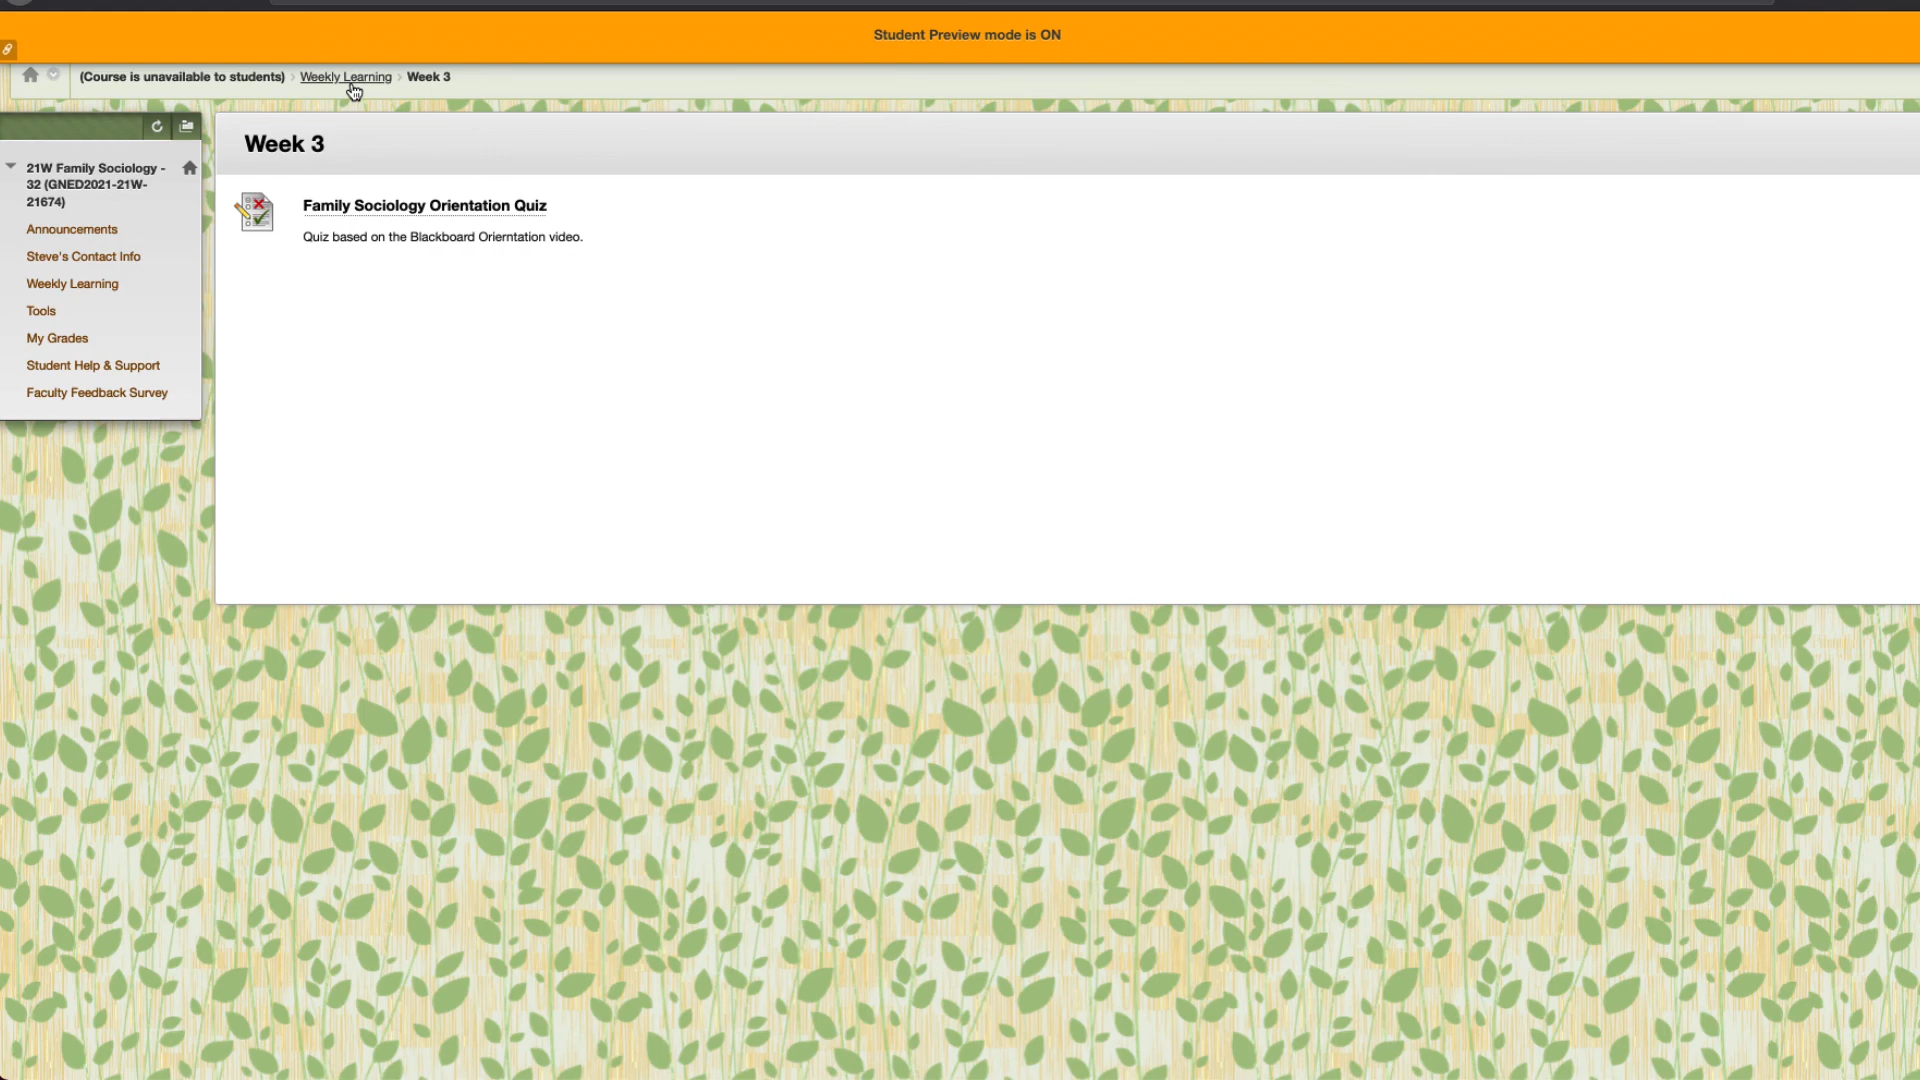 Student Preview mode is ON
(Course is unavailable to students) › Weekly Learning › Week 3
21W Family Sociology -
32 (GNED2021-21W-
21674)
Announcements
Steve's Contact Info
Weekly Learning
Tools
My Grades
Student Help & Support
Faculty Feedback Survey
Week 3
Family Sociology Orientation Quiz
Quiz based on the Blackboard Orierntation video.